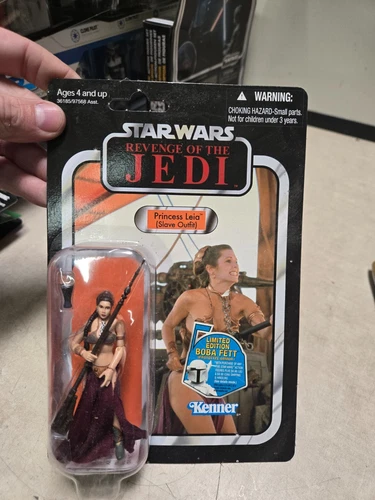 Ages 4 and up
36185/97568 Asst.
WARNING:
CHOKING HAZARD-Small parts.
Not for children under 3 years.
STAR WARS
REVENGE OF THE
JEDI
Princess Leia™
(Slave Outfit)
LIMITED
EDITION
BOBA FETT
Kenner